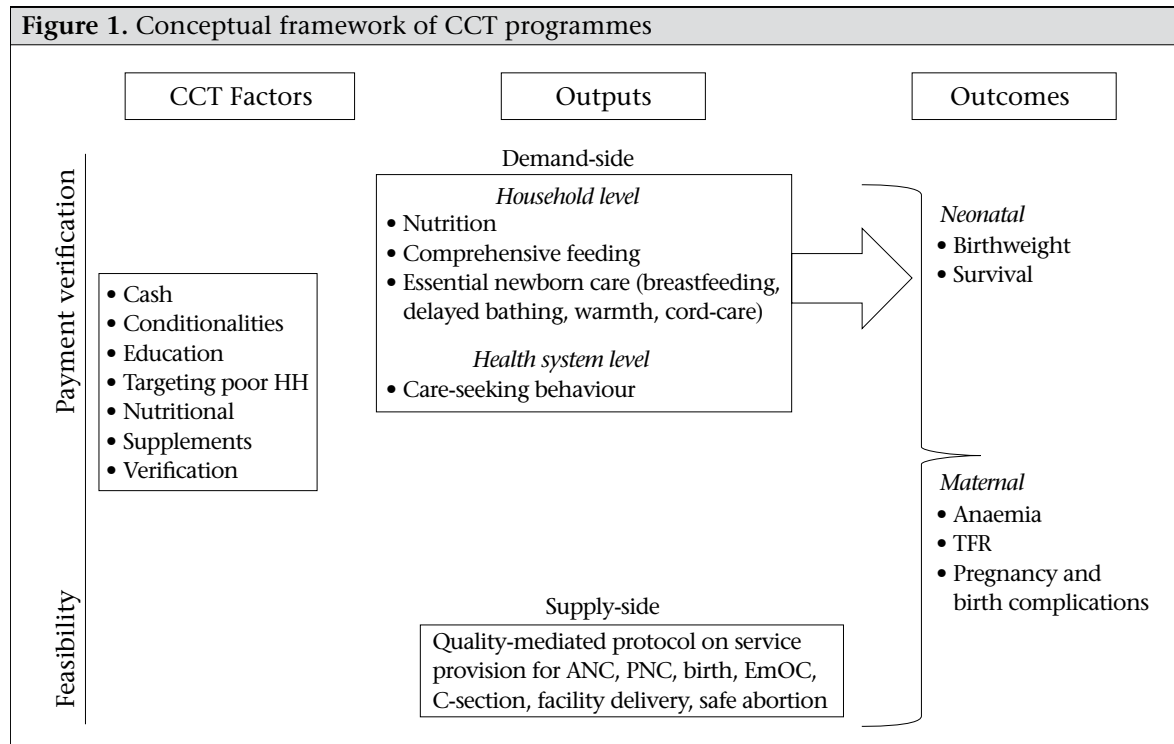 Figure 1. Conceptual framework of CCT programmes
CCT Factors
Outputs
Outcomes
Payment verification
Feasibility
• Cash
• Conditionalities
• Education
• Targeting poor HH
• Nutritional
• Supplements
• Verification
Demand-side
Household level
• Nutrition
• Comprehensive feeding
• Essential newborn care (breastfeeding,
delayed bathing, warmth, cord-care)
Health system level
• Care-seeking behaviour
Supply-side
Quality-mediated protocol on service
provision for ANC, PNC, birth, EmOC,
C-section, facility delivery, safe abortion
Neonatal
• Birthweight
• Survival
Maternal
• Anaemia
• TFR
• Pregnancy and
birth complications